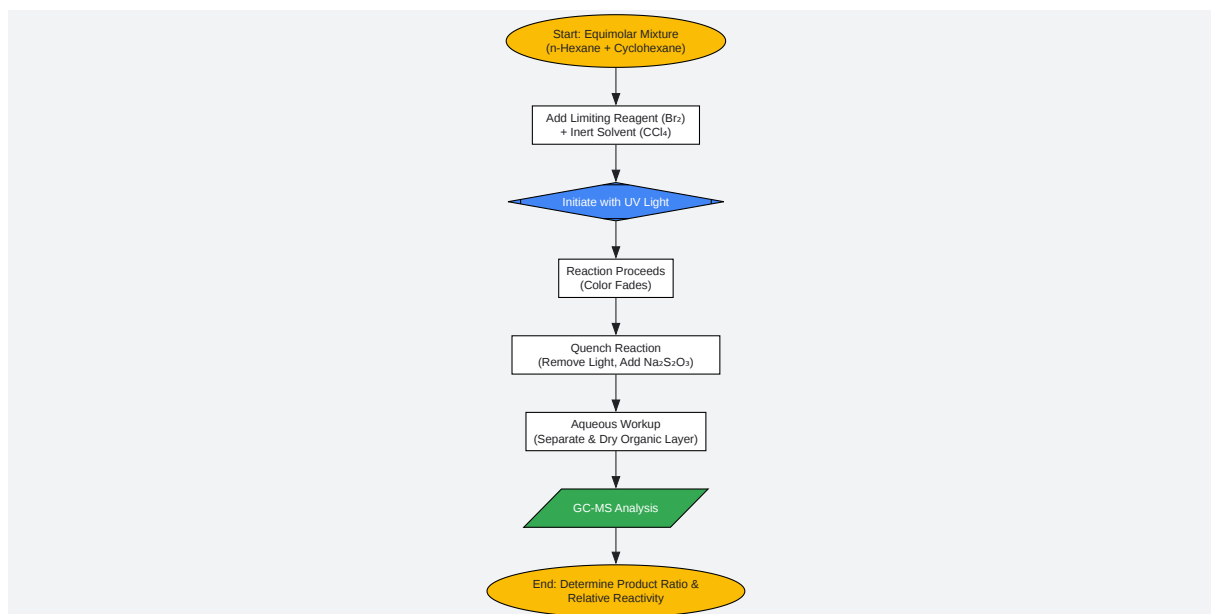 Start: Equimolar Mixture
(n-Hexane + Cyclohexane)
Add Limiting Reagent (Br₂)
+ Inert Solvent (CCl₄)
Initiate with UV Light
Reaction Proceeds
(Color Fades)
Quench Reaction
(Remove Light, Add Na₂S₂O₃)
Aqueous Workup
(Separate & Dry Organic Layer)
GC-MS Analysis
End: Determine Product Ratio &
Relative Reactivity